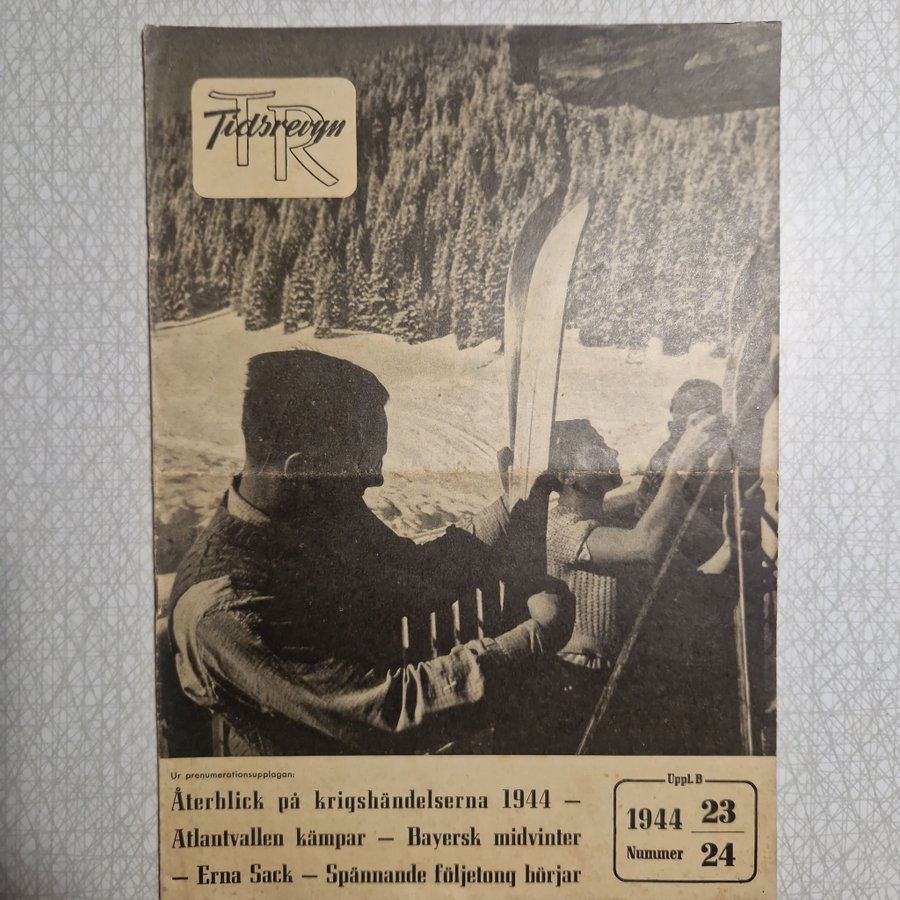 TR
Tidsrevyn
Ur prenumerationsupplagan:
Återblick på krigshändelserna 1944 –
Atlantvallen kämpar – Bayersk midvinter
– Erna Sack – Spännande följetong börjar
Uppl. B
1944 23
Nummer 24